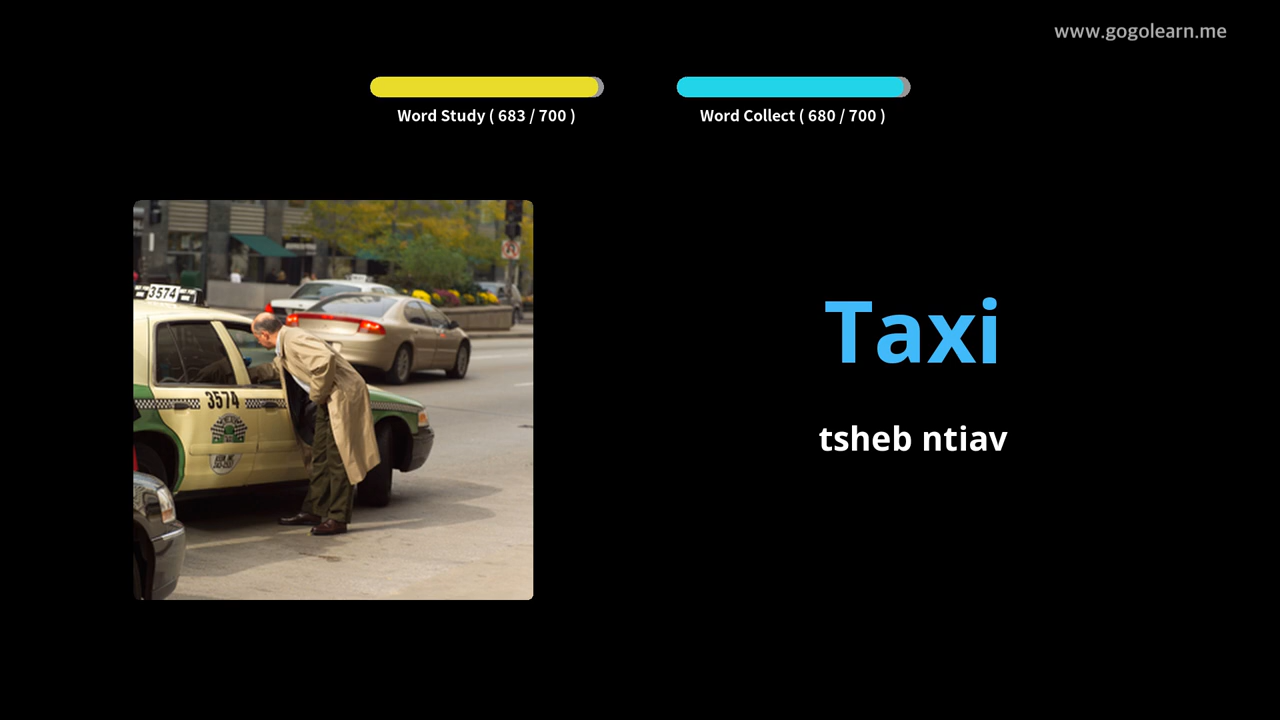 www.gogolearn.me
Word Study ( 683 / 700 )
Word Collect ( 680 / 700 )
3574
3574
Taxi
tsheb ntiav